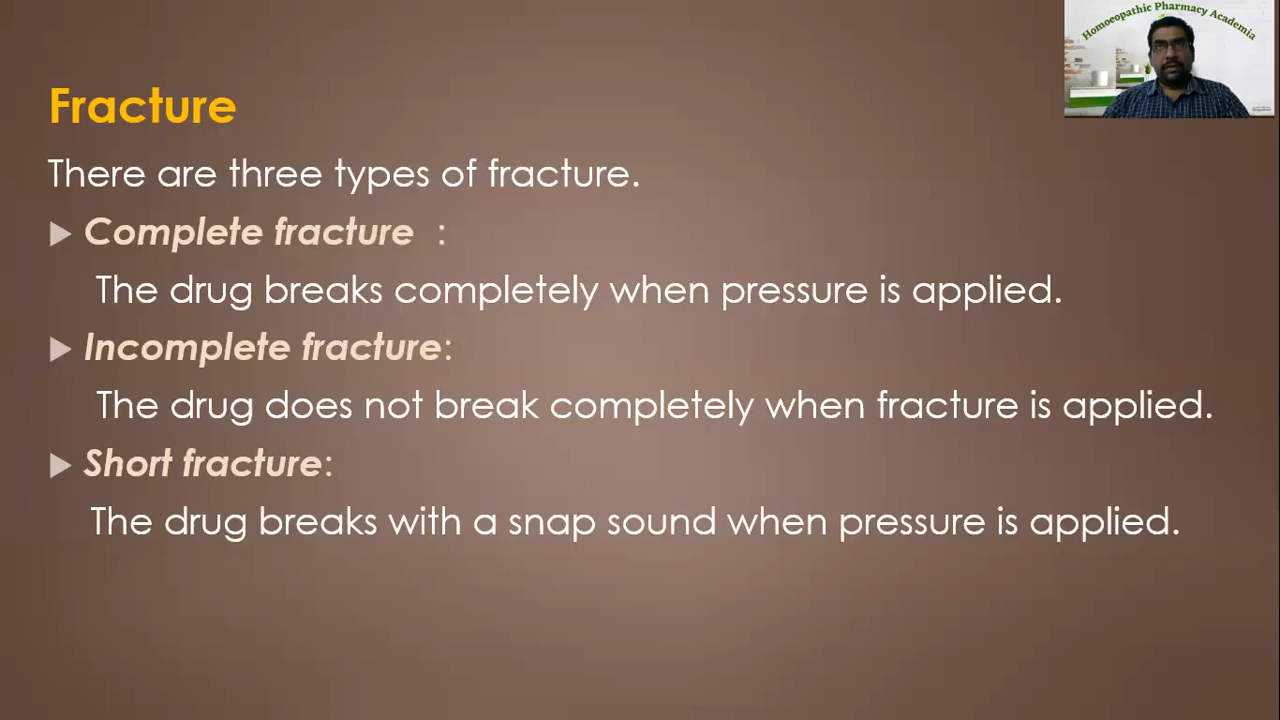 Homoeopathic Pharmacy Academia
Fracture
There are three types of fracture.
Complete fracture :
The drug breaks completely when pressure is applied.
Incomplete fracture:
The drug does not break completely when fracture is applied.
Short fracture:
The drug breaks with a snap sound when pressure is applied.